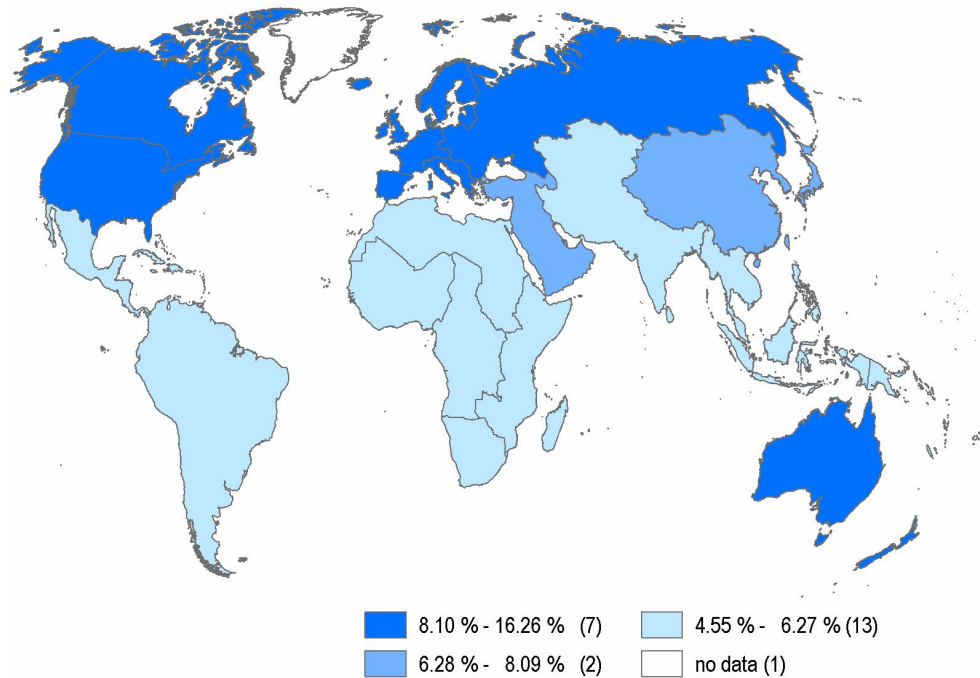 8.10 % - 16.26 % (7)
4.55 % - 6.27 % (13)
6.28 % - 8.09 % (2)
no data (1)